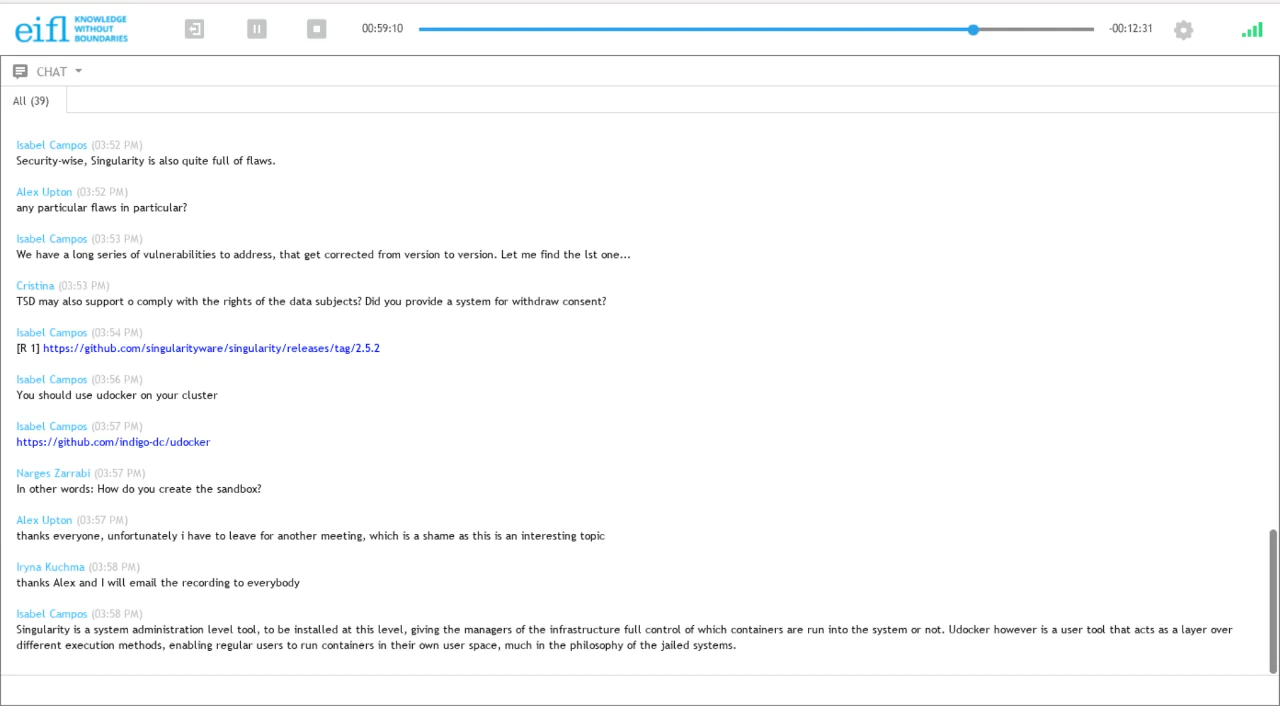 eifl KNOWLEDGE
WITHOUT
BOUNDARIES
00:59:10
-00:12:31
CHAT
All (39)
Isabel Campos (03:52 PM)
Security-wise, Singularity is also quite full of flaws.
Alex Upton (03:52 PM)
any particular flaws in particular?
Isabel Campos (03:53 PM)
We have a long series of vulnerabilities to address, that get corrected from version to version. Let me find the lst one...
Cristina (03:53 PM)
TSD may also support o comply with the rights of the data subjects? Did you provide a system for withdraw consent?
Isabel Campos (03:54 PM)
[R 1] https://github.com/singularityware/singularity/releases/tag/2.5.2
Isabel Campos (03:56 PM)
You should use udocker on your cluster
Isabel Campos (03:57 PM)
https://github.com/indigo-dc/udocker
Narges Zarrabi (03:57 PM)
In other words: How do you create the sandbox?
Alex Upton (03:57 PM)
thanks everyone, unfortunately i have to leave for another meeting, which is a shame as this is an interesting topic
Iryna Kuchma (03:58 PM)
thanks Alex and I will email the recording to everybody
Isabel Campos (03:58 PM)
Singularity is a system administration level tool, to be installed at this level, giving the managers of the infrastructure full control of which containers are run into the system or not. Udocker however is a user tool that acts as a layer over
different execution methods, enabling regular users to run containers in their own user space, much in the philosophy of the jailed systems.